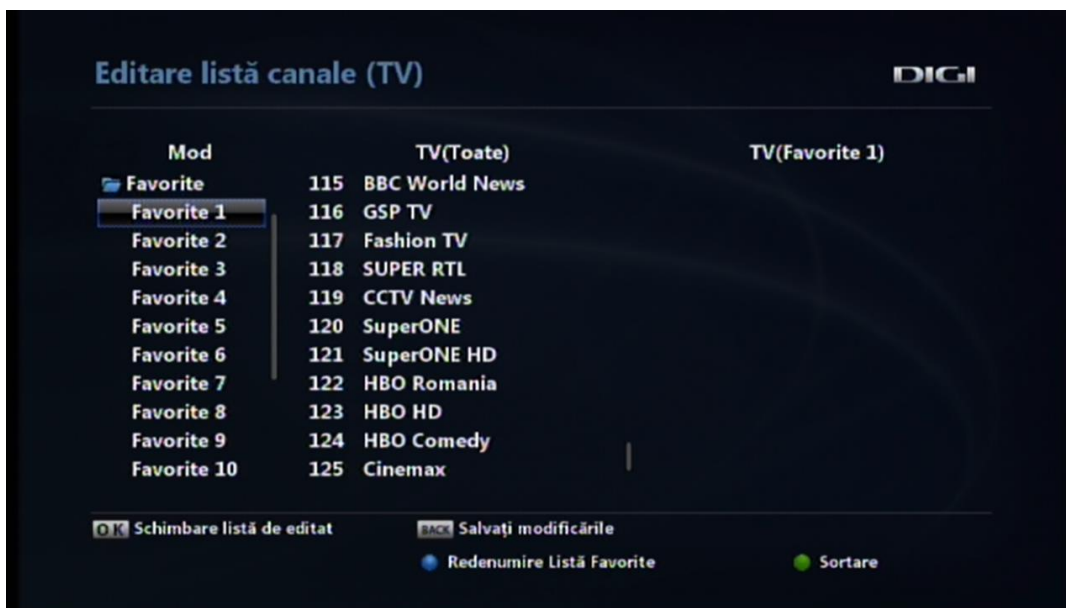 Editare listă canale (TV)
DIGI
Mod
TV(Toate)
TV(Favorite 1)
Favorite
115 BBC World News
Favorite 1
116 GSP TV
Favorite 2
117 Fashion TV
Favorite 3
118 SUPER RTL
Favorite 4
119 CCTV News
Favorite 5
120 SuperONE
Favorite 6
121 SuperONE HD
Favorite 7
122 HBO Romania
Favorite 8
123 HBO HD
Favorite 9
124 HBO Comedy
Favorite 10
125 Cinemax
OK Schimbare listă de editat
BACK Salvați modificările
Redenumire Listă Favorite
Sortare